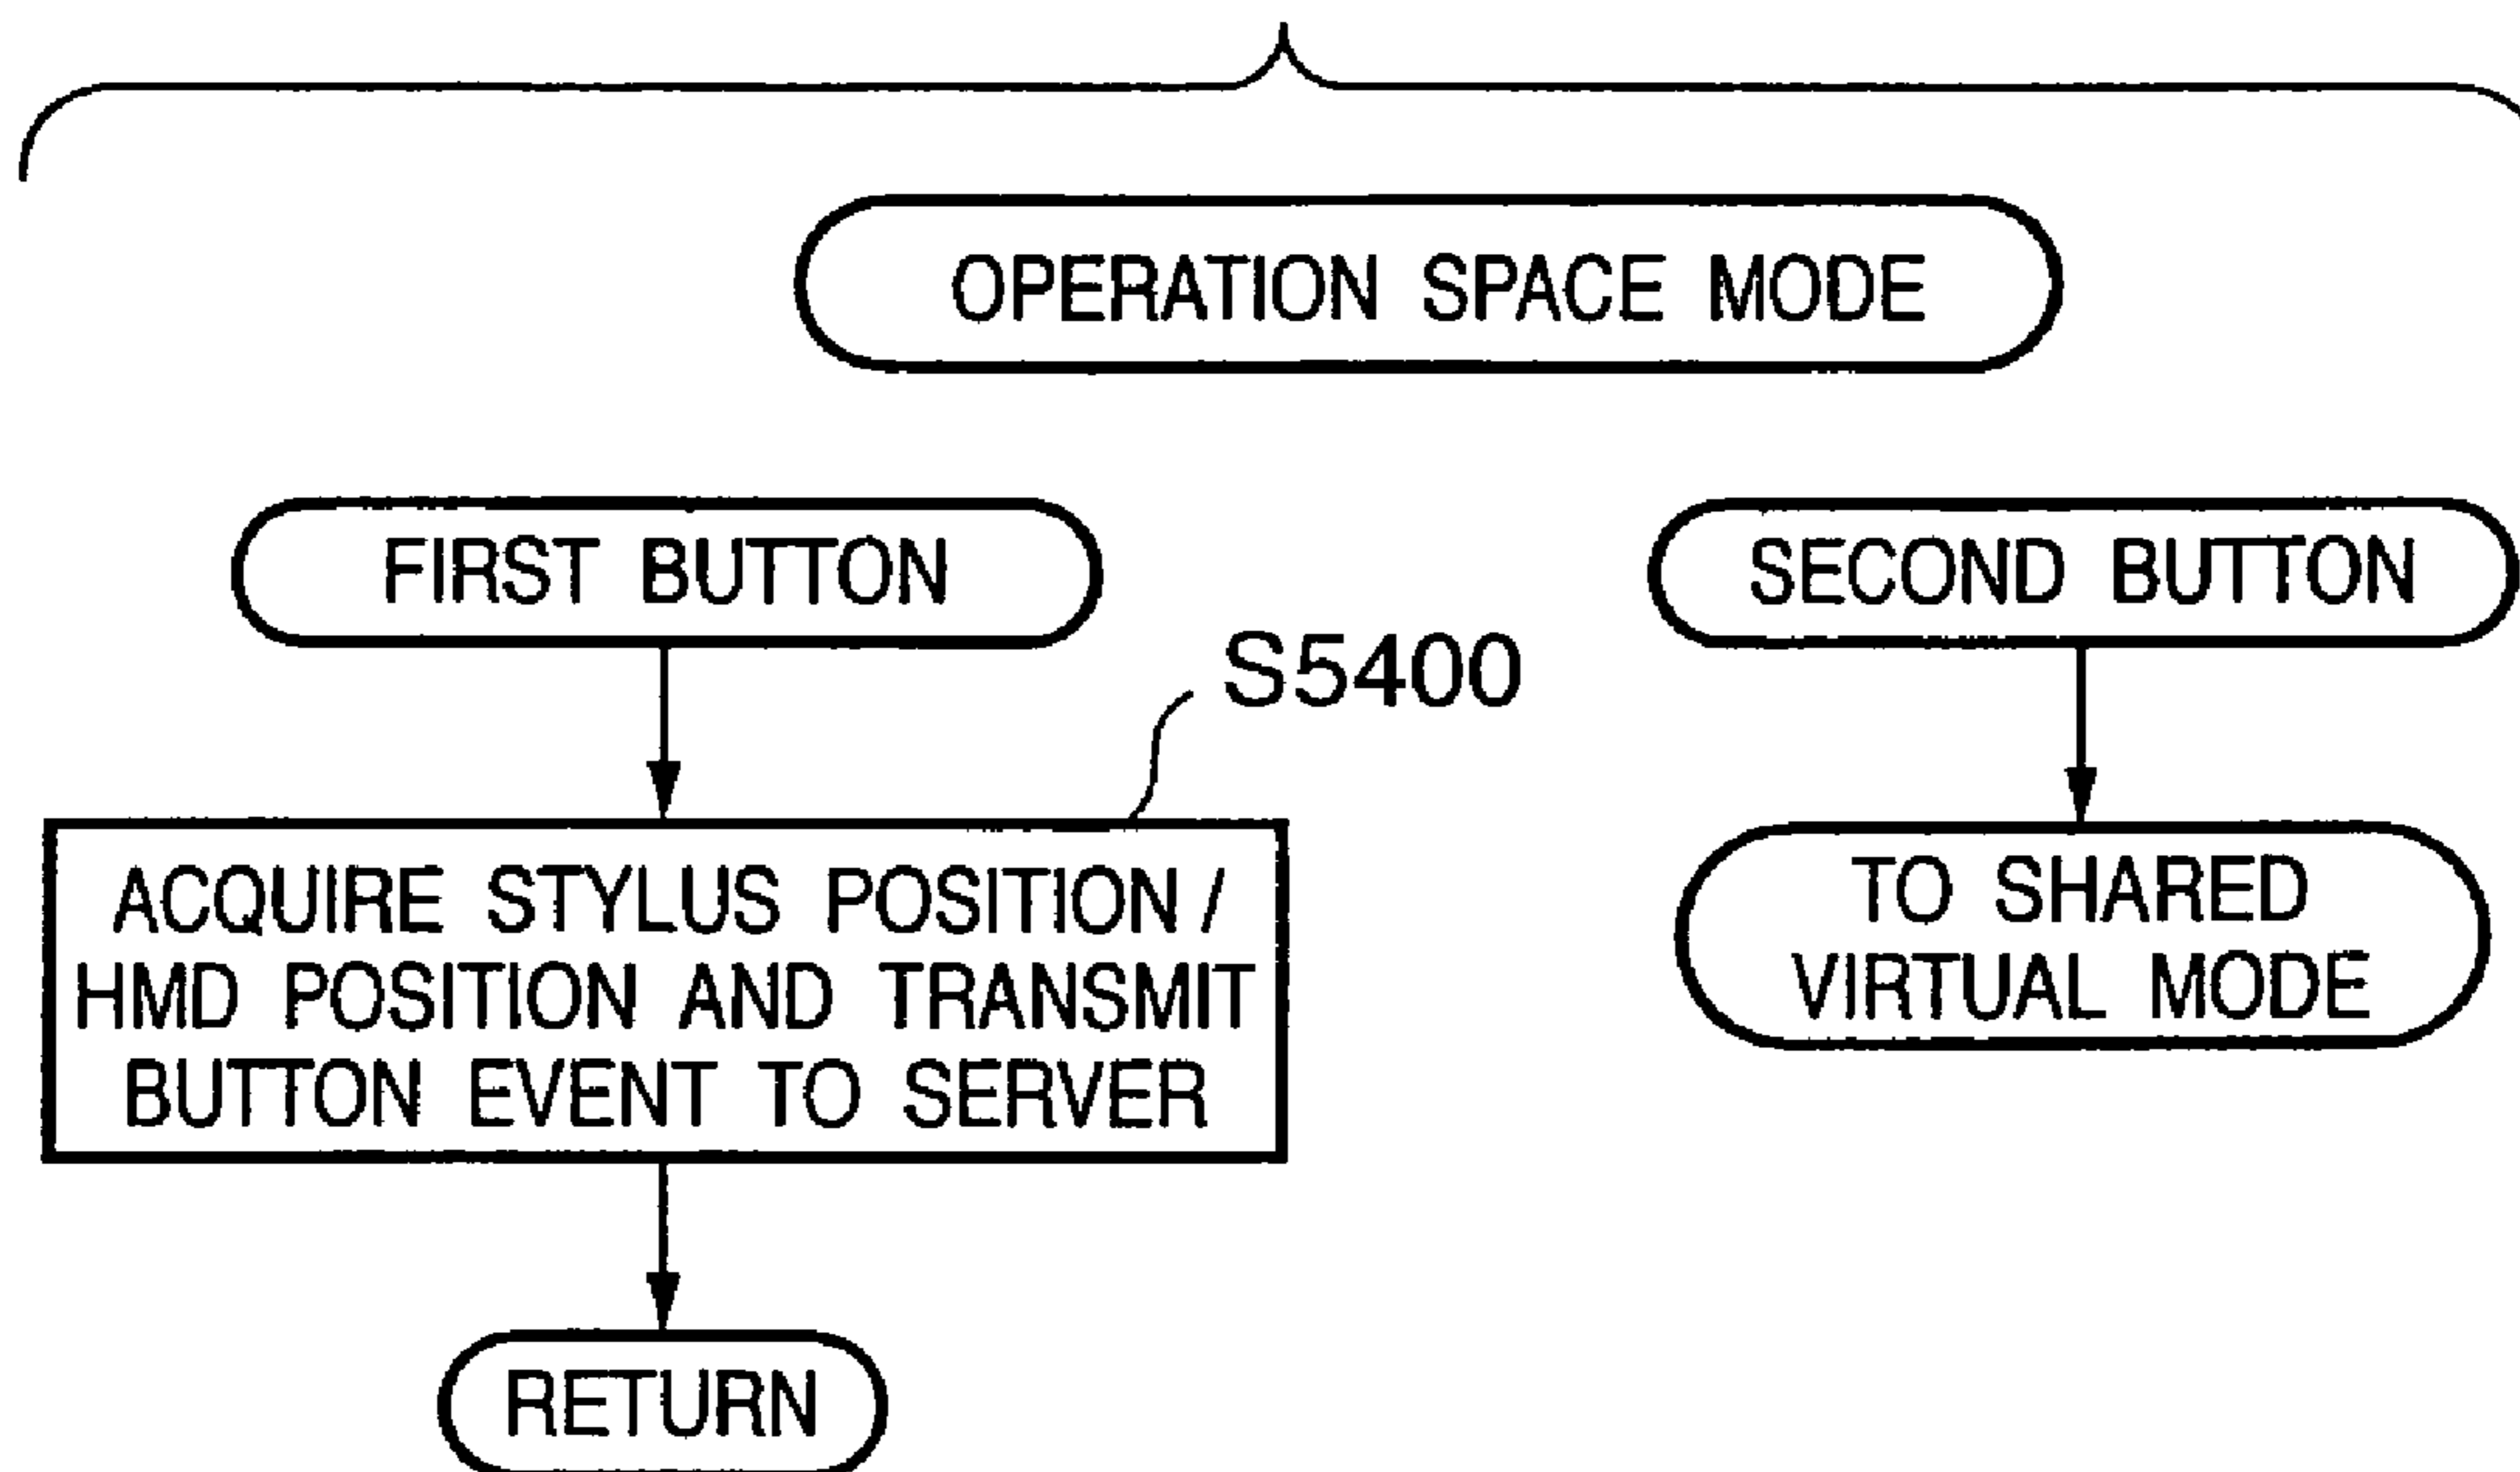 OPERATION SPACE MODE
FIRST BUTTON
SECOND BUTTON
S5400
ACQUIRE STYLUS POSITION /
HMD POSITION AND TRANSMIT
BUTTON EVENT TO SERVER
TO SHARED
VIRTUAL MODE
RETURN